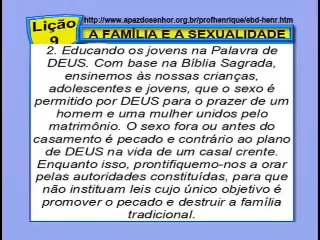 Lição
9
http://www.apazdosenhor.org.br/profhenrique/ebd-henr.htm
A FAMÍLIA E A SEXUALIDADE
2. Educando os jovens na Palavra de
DEUS. Com base na Bíblia Sagrada,
ensinemos às nossas crianças,
adolescentes e jovens, que o sexo é
permitido por DEUS para o prazer de um
homem e uma mulher unidos pelo
matrimônio. O sexo fora ou antes do
casamento é pecado e contrário ao plano
de DEUS na vida de um casal crente.
Enquanto isso, prontifiquemo-nos a orar
pelas autoridades constituídas, para que
não instituam leis cujo único objetivo é
promover o pecado e destruir a família
tradicional.